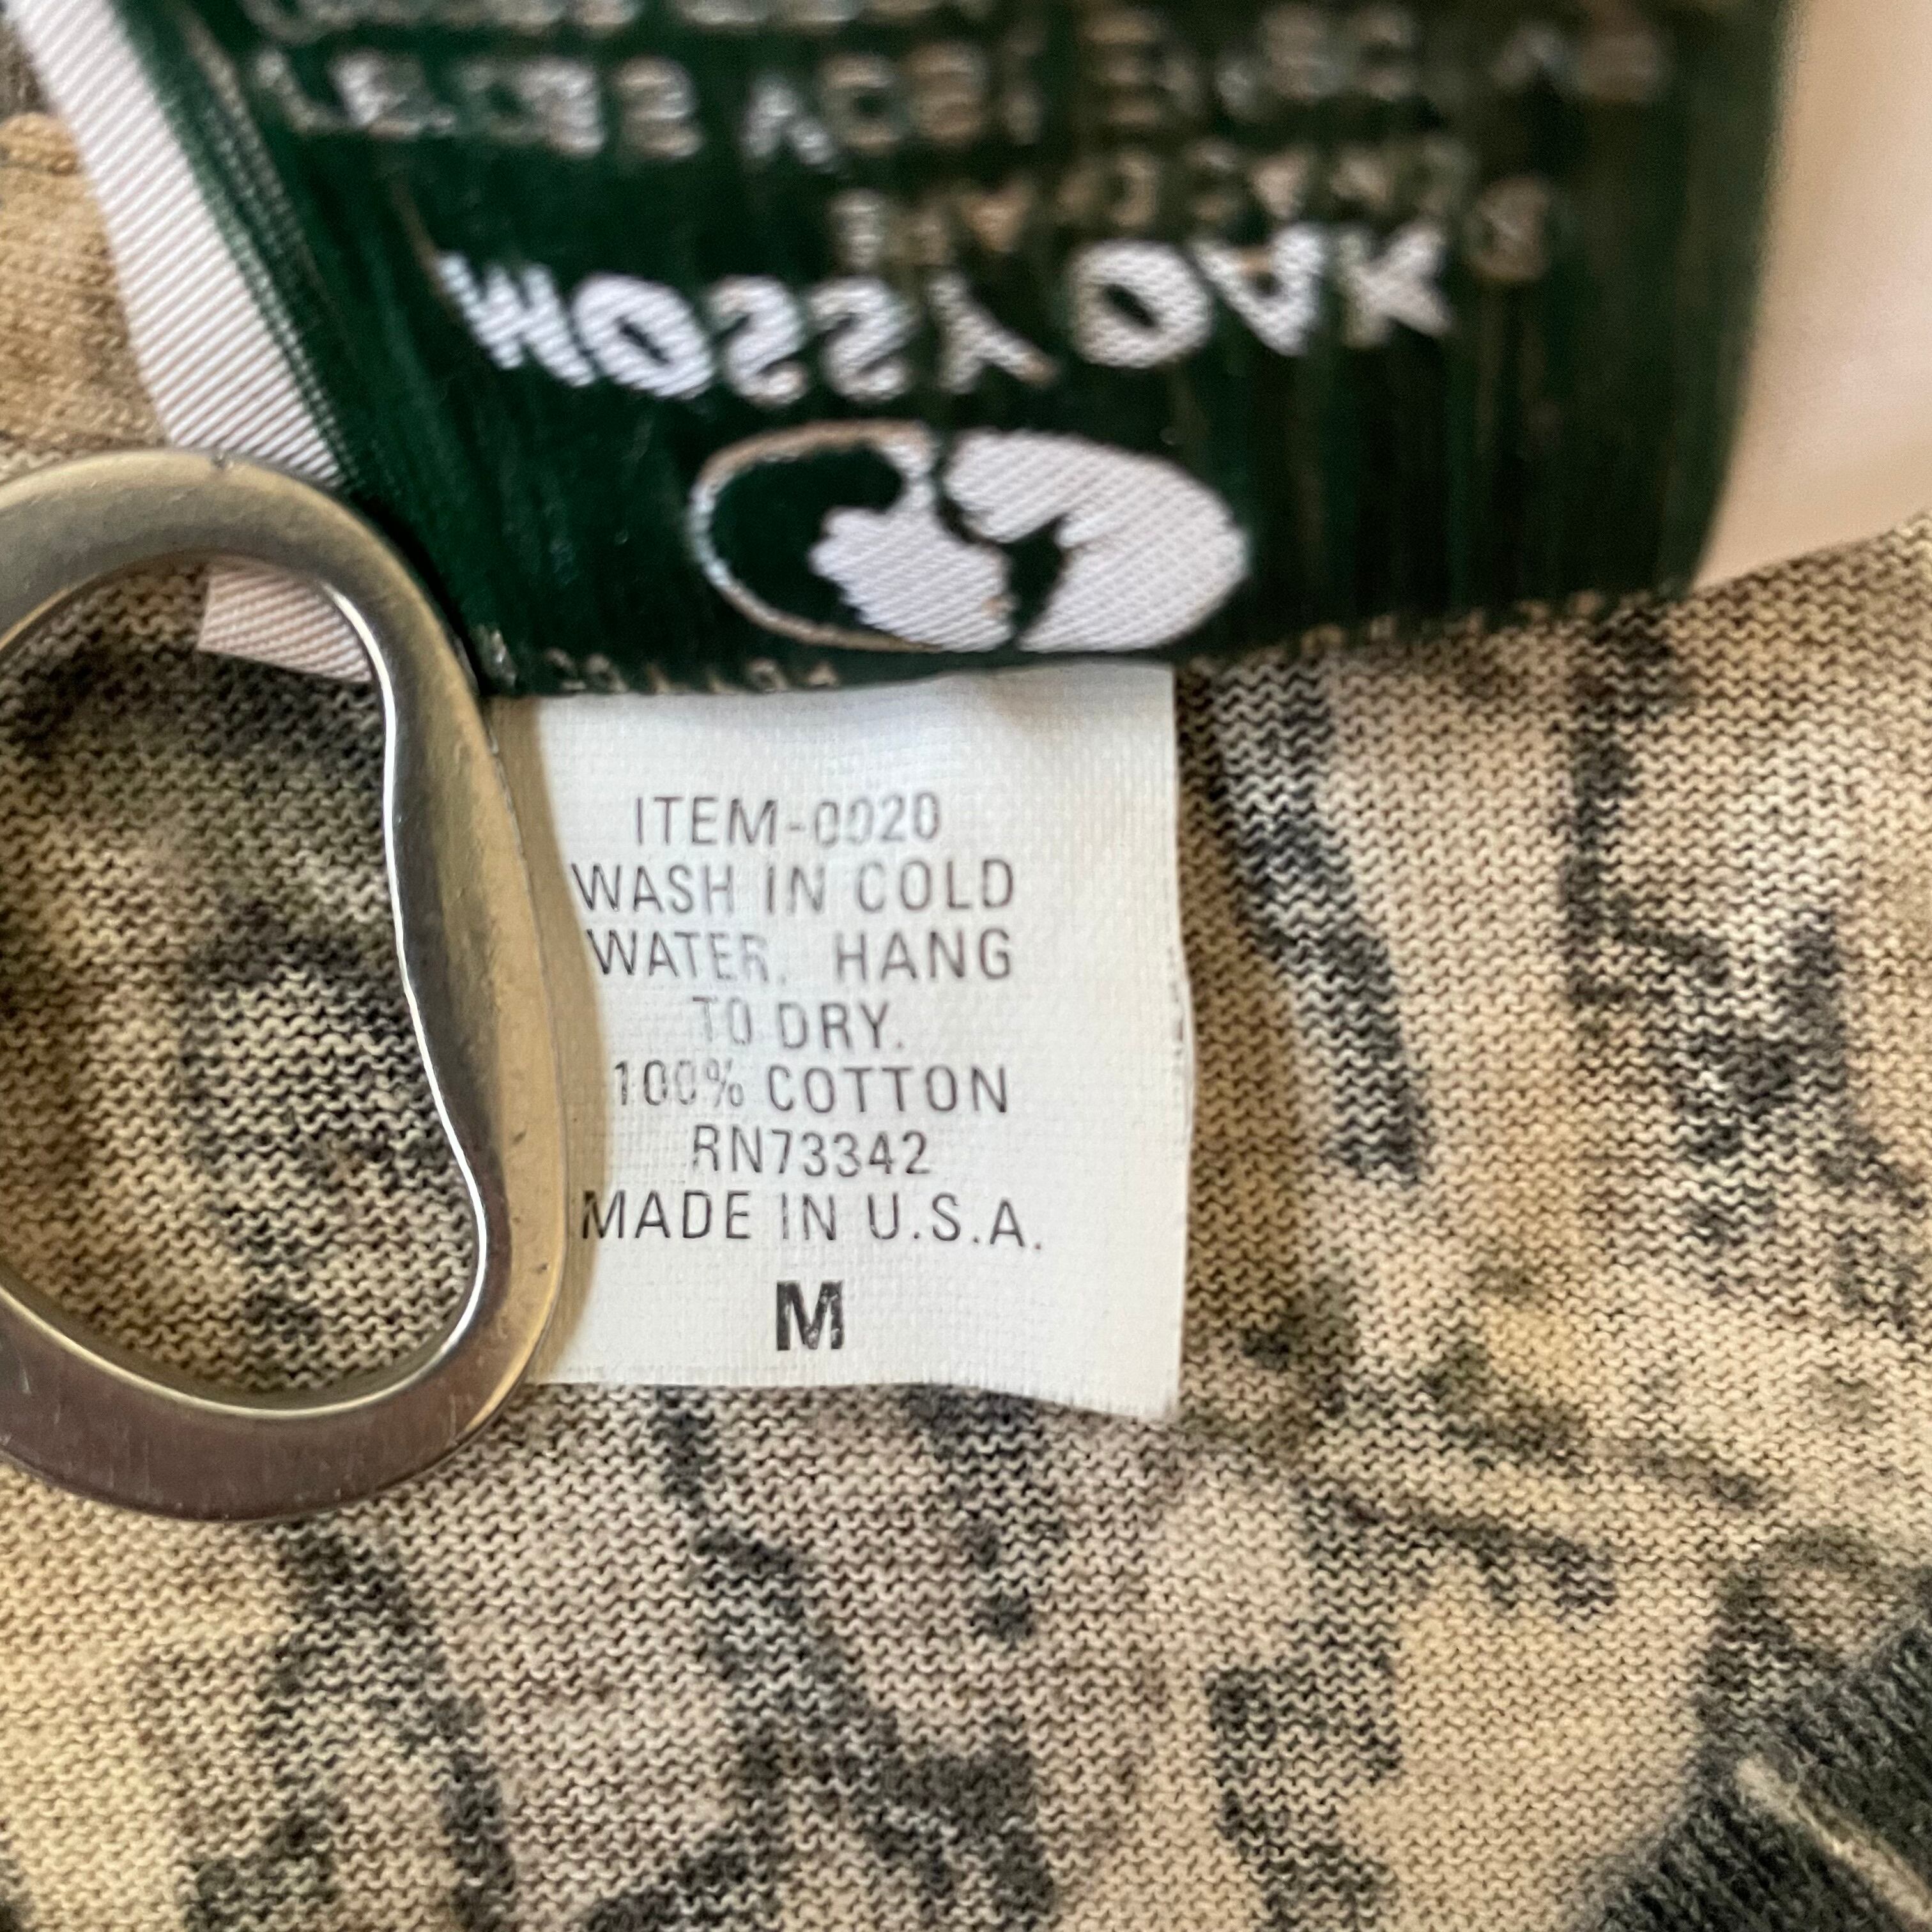 MOSSY OAK
ITEM-0020
WASH IN COLD
WATER. HANG
TO DRY.
100% COTTON
RN73342
MADE IN U.S.A.
M